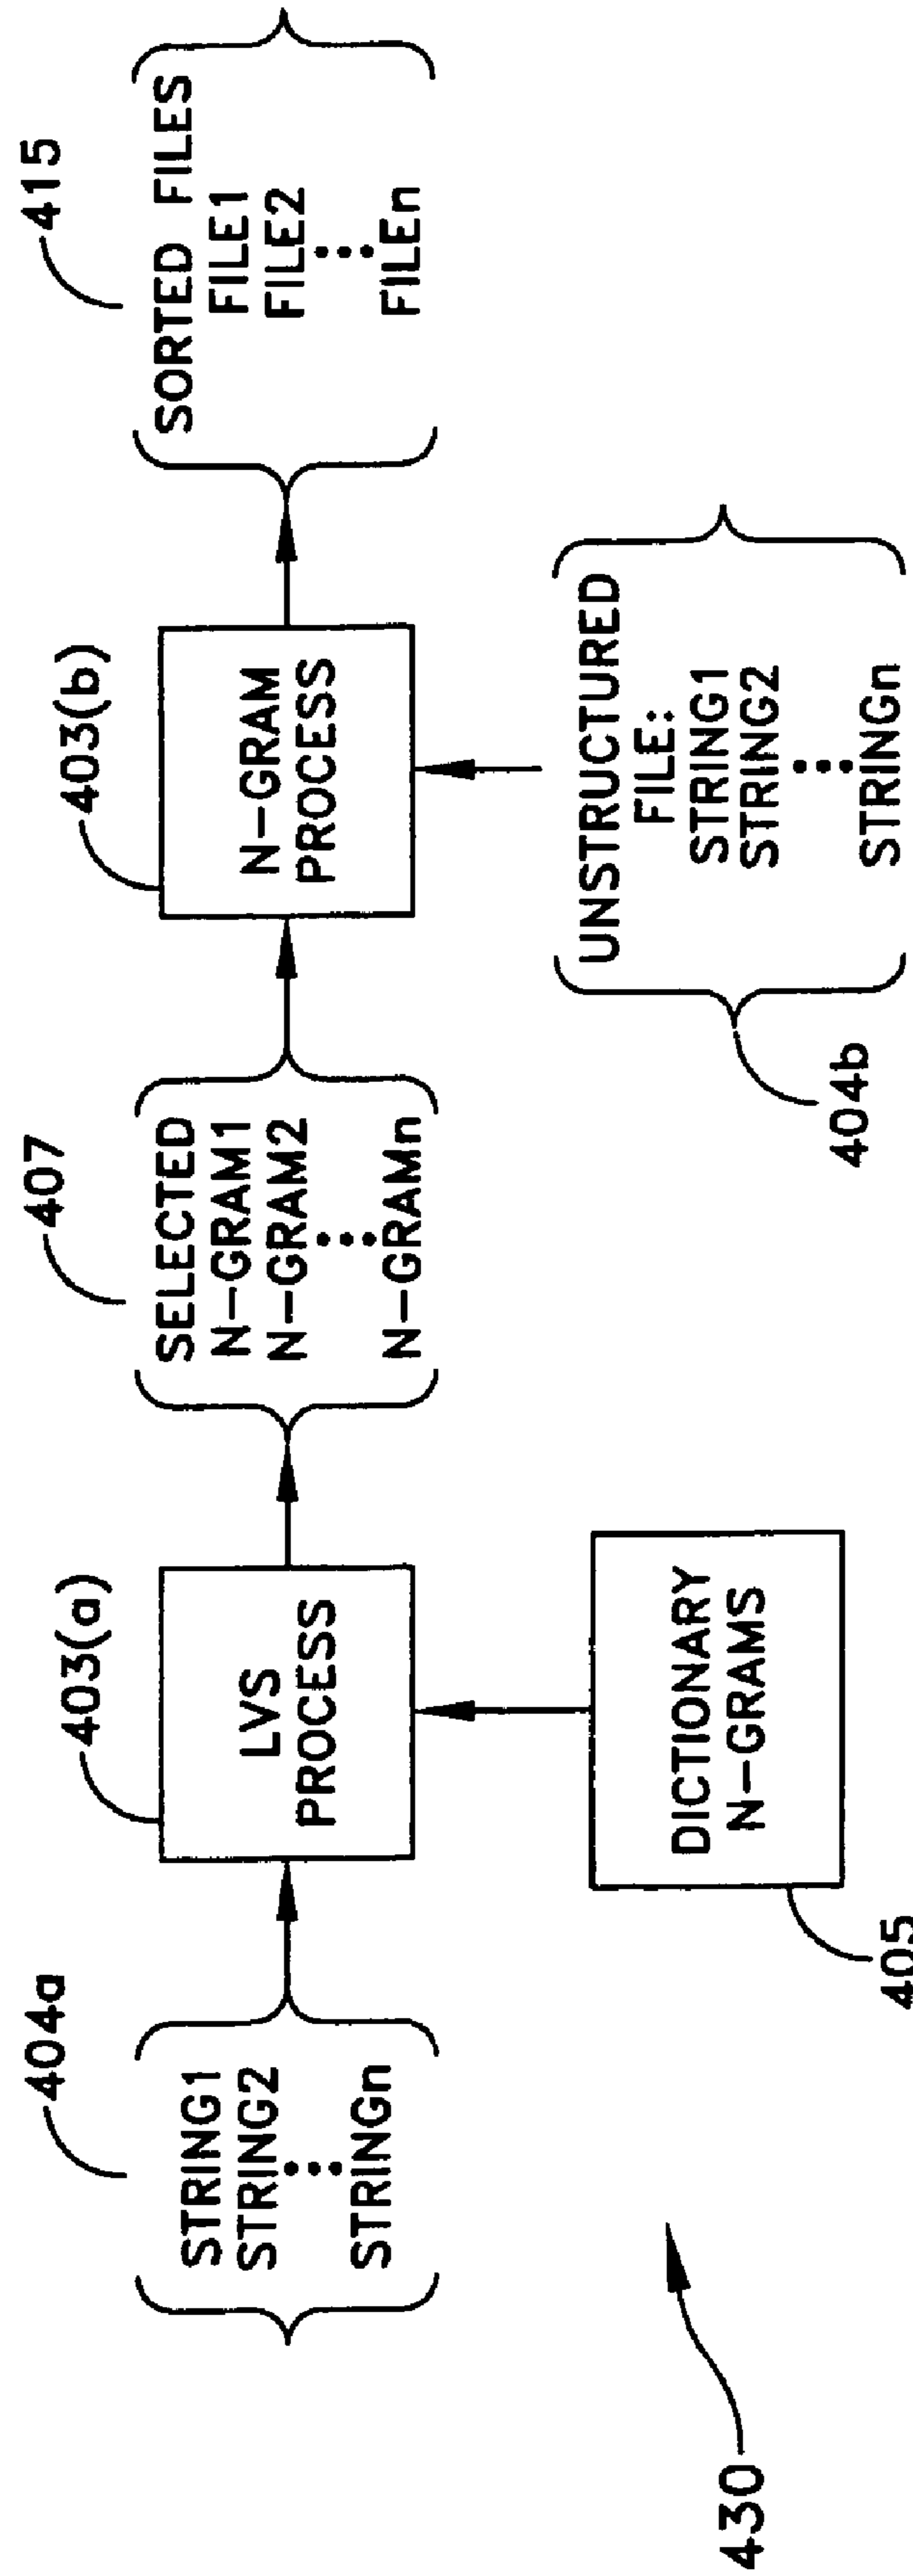 404a
STRING1
STRING2
STRINGn
403(a)
LVS
PROCESS
DICTIONARY
N-GRAMS
405
407
SELECTED
N-GRAM1
N-GRAM2
N-GRAMn
403(b)
N-GRAM
PROCESS
UNSTRUCTURED
FILE:
STRING1
STRING2
STRINGn
404b
415
SORTED FILES
FILE1
FILE2
FILEn
430